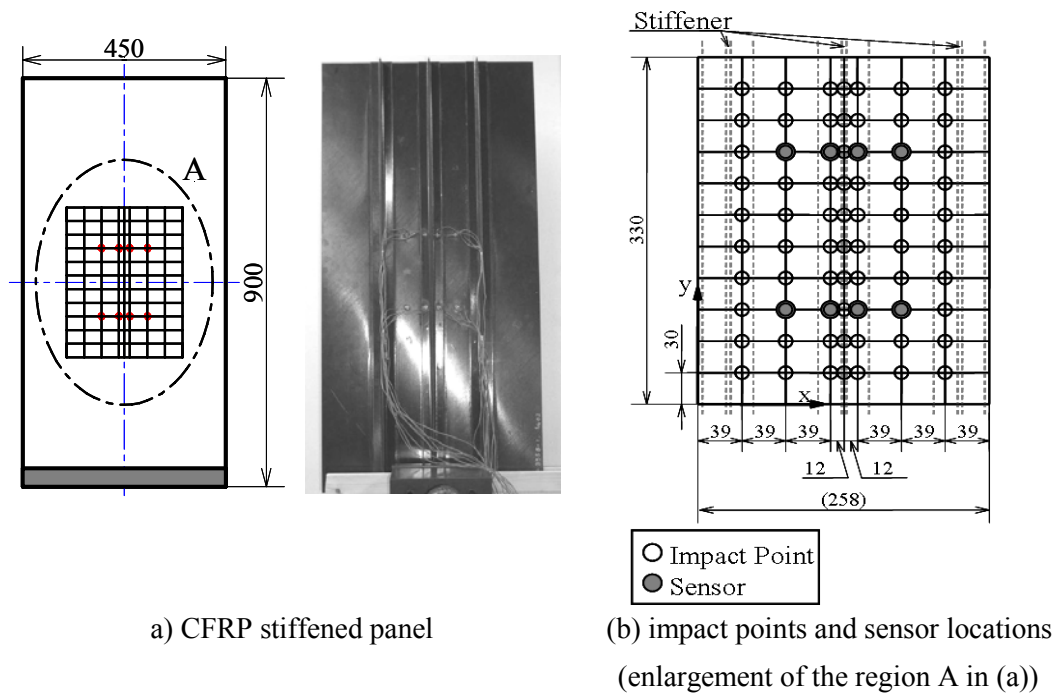 450
A
900
Stiffener
330
y
30
x
39 39 39 39 39 39
12 12
(258)
Impact Point
Sensor
a) CFRP stiffened panel
(b) impact points and sensor locations
(enlargement of the region A in (a))